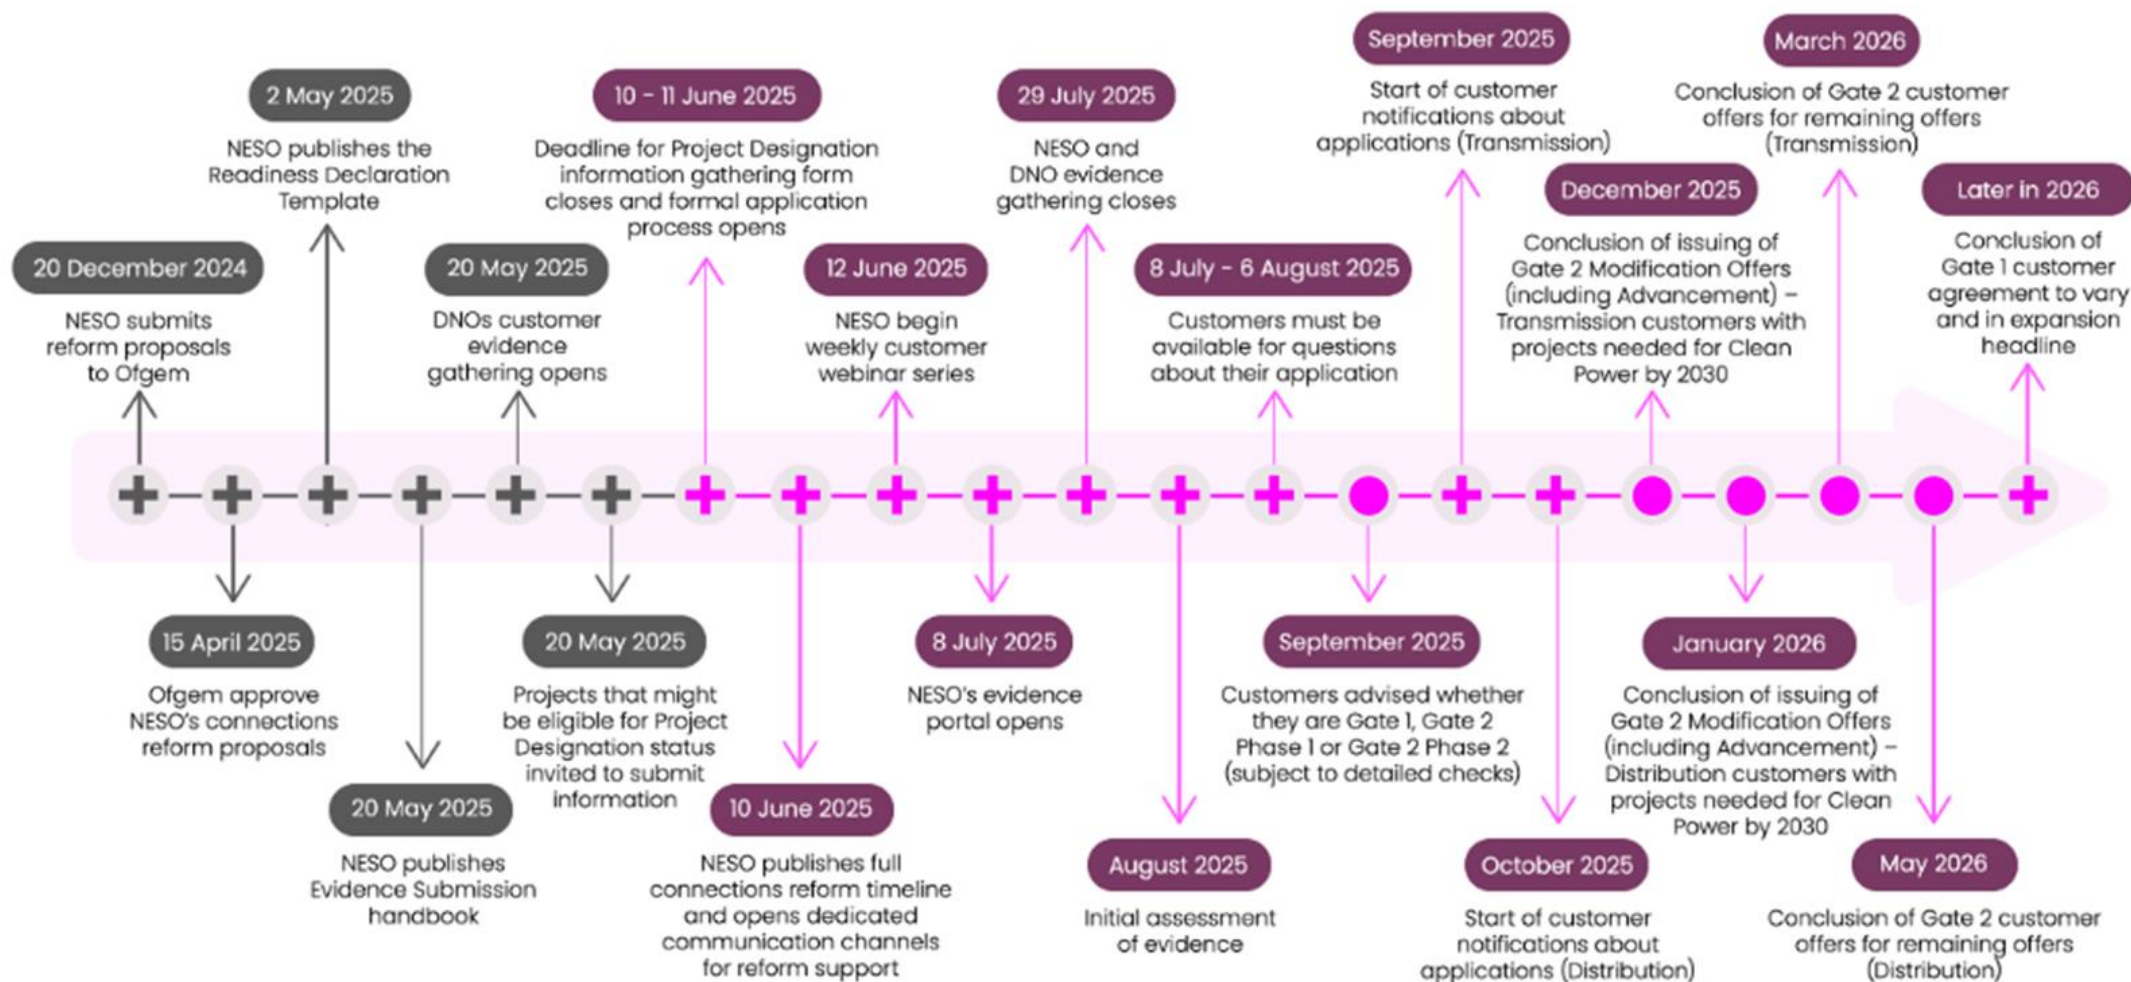 20 December 2024
NESO submits
reform proposals
to Ofgem
15 April 2025
Ofgem approve
NESO's connections
reform proposals
2 May 2025
NESO publishes the
Readiness Declaration
Template
20 May 2025
NESO publishes
Evidence Submission
handbook
20 May 2025
DNOs customer
evidence
gathering opens
20 May 2025
Projects that might
be eligible for Project
Designation status
invited to submit
information
10 - 11 June 2025
Deadline for Project Designation
information gathering form
closes and formal application
process opens
10 June 2025
NESO publishes full
connections reform timeline
and opens dedicated
communication channels
for reform support
12 June 2025
NESO begin
weekly customer
webinar series
8 July 2025
NESO's evidence
portal opens
29 July 2025
NESO and
DNO evidence
gathering closes
August 2025
Initial assessment
of evidence
8 July - 6 August 2025
Customers must be
available for questions
about their application
September 2025
Customers advised whether
they are Gate 1, Gate 2
Phase 1 or Gate 2 Phase 2
(subject to detailed checks)
September 2025
Start of customer
notifications about
applications (Transmission)
October 2025
Start of customer
notifications about
applications (Distribution)
December 2025
Conclusion of issuing of
Gate 2 Modification Offers
(including Advancement) –
Transmission customers with
projects needed for Clean
Power by 2030
January 2026
Conclusion of issuing of
Gate 2 Modification Offers
(including Advancement) –
Distribution customers with
projects needed for Clean
Power by 2030
March 2026
Conclusion of Gate 2 customer
offers for remaining offers
(Transmission)
May 2026
Conclusion of Gate 2 customer
offers for remaining offers
(Distribution)
Later in 2026
Conclusion of
Gate 1 customer
agreement to vary
and in expansion
headline